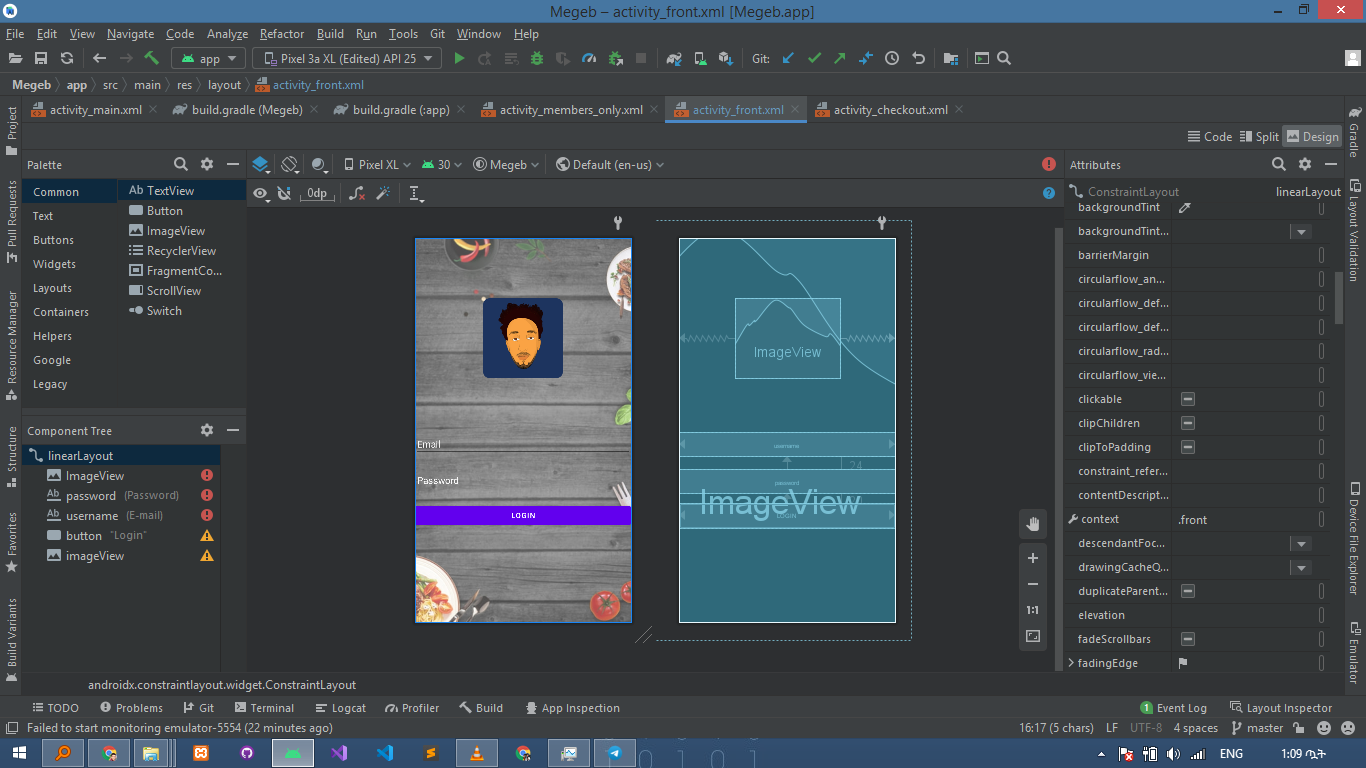 Megeb – activity_front.xml [Megeb.app]
File Edit View Navigate Code Analyze Refactor Build Run Tools Git Window Help
app Pixel 3a XL (Edited) API 25 Git:
Megeb app src main res layout activity_front.xml
activity_main.xml build.gradle (Megeb) build.gradle (:app) activity_members_only.xml activity_front.xml activity_checkout.xml
Code Split Design
Palette Pixel XL 30 Megeb Default (en-us) Attributes
0dp
ConstraintLayout linearLayout
Common
Text
Buttons
Widgets
Layouts
Containers
Helpers
Google
Legacy
Ab TextView
Button
ImageView
RecyclerView
FragmentCo...
ScrollView
Switch
Component Tree
linearLayout
ImageView
Ab password (Password)
Ab username (E-mail)
button "Login"
imageView
Email
Password
LOGIN
ImageView
username
24
password
ImageView
LOGIN
1:1
backgroundTint
backgroundTint...
barrierMargin
circularflow_an...
circularflow_def...
circularflow_def...
circularflow_rad...
circularflow_vie...
clickable
clipChildren
clipToPadding
constraint_refer...
contentDescript...
context .front
descendantFoc...
drawingCacheQ...
duplicateParent...
elevation
fadeScrollbars
fadingEdge
Project
Pull Requests
Resource Manager
Structure
Favorites
Build Variants
Gradle
Layout Validation
Device File Explorer
Emulator
androidx.constraintlayout.widget.ConstraintLayout
TODO Problems Git Terminal Logcat Profiler Build App Inspection 1 Event Log Layout Inspector
Failed to start monitoring emulator-5554 (22 minutes ago) 16:17 (5 chars) LF UTF-8 4 spaces master
ENG 1:09 ጧት